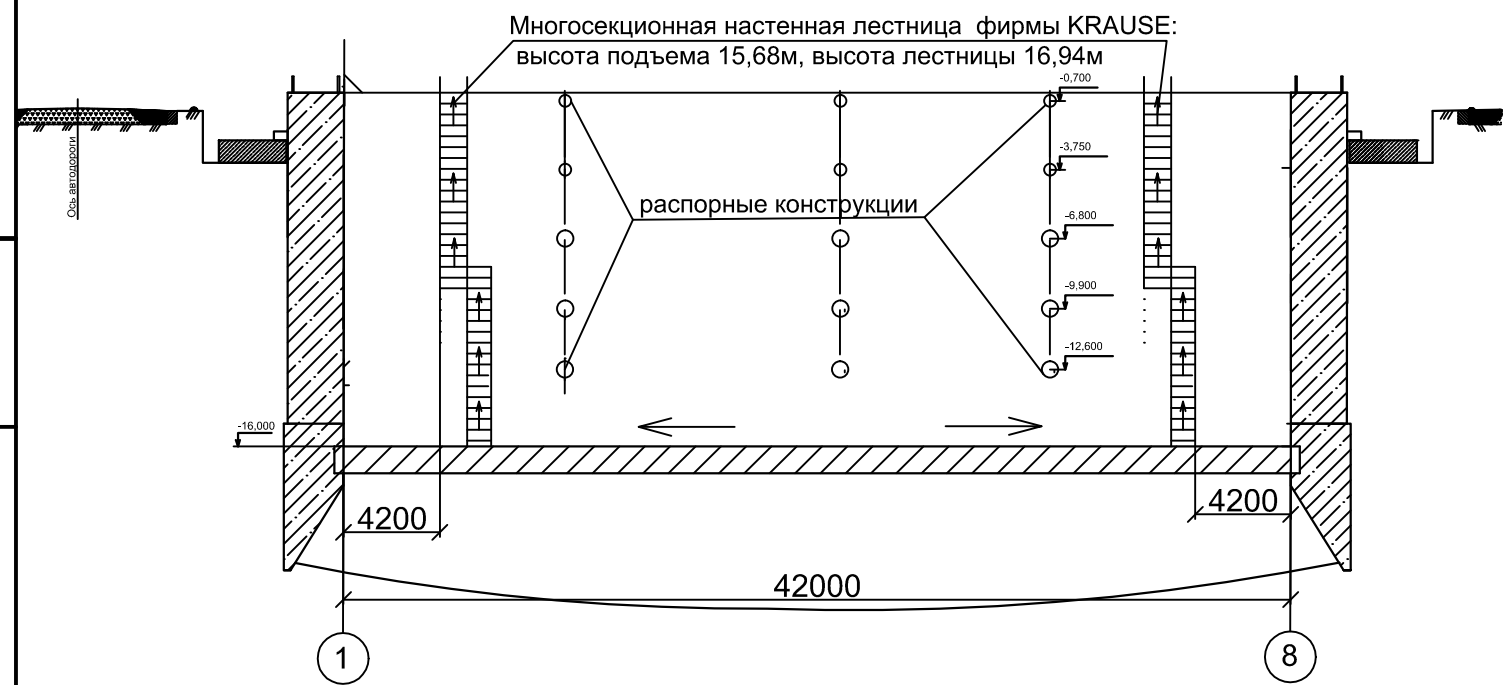 Многосекционная настенная лестница фирмы KRAUSE:
высота подъема 15,68м, высота лестницы 16,94м
-0,700
Ось автодороги
-3,750
распорные конструкции
-6,800
-9,900
-12,600
-16,000
4200
4200
42000
1
8